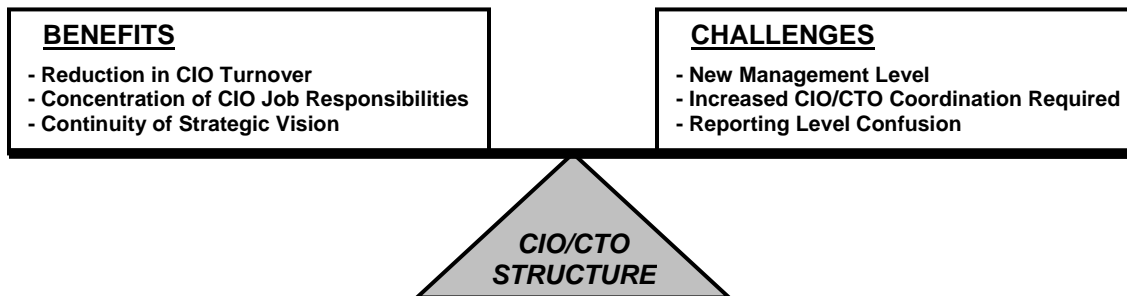 BENEFITS
- Reduction in CIO Turnover
- Concentration of CIO Job Responsibilities
- Continuity of Strategic Vision
CHALLENGES
- New Management Level
- Increased CIO/CTO Coordination Required
- Reporting Level Confusion
CIO/CTO
STRUCTURE